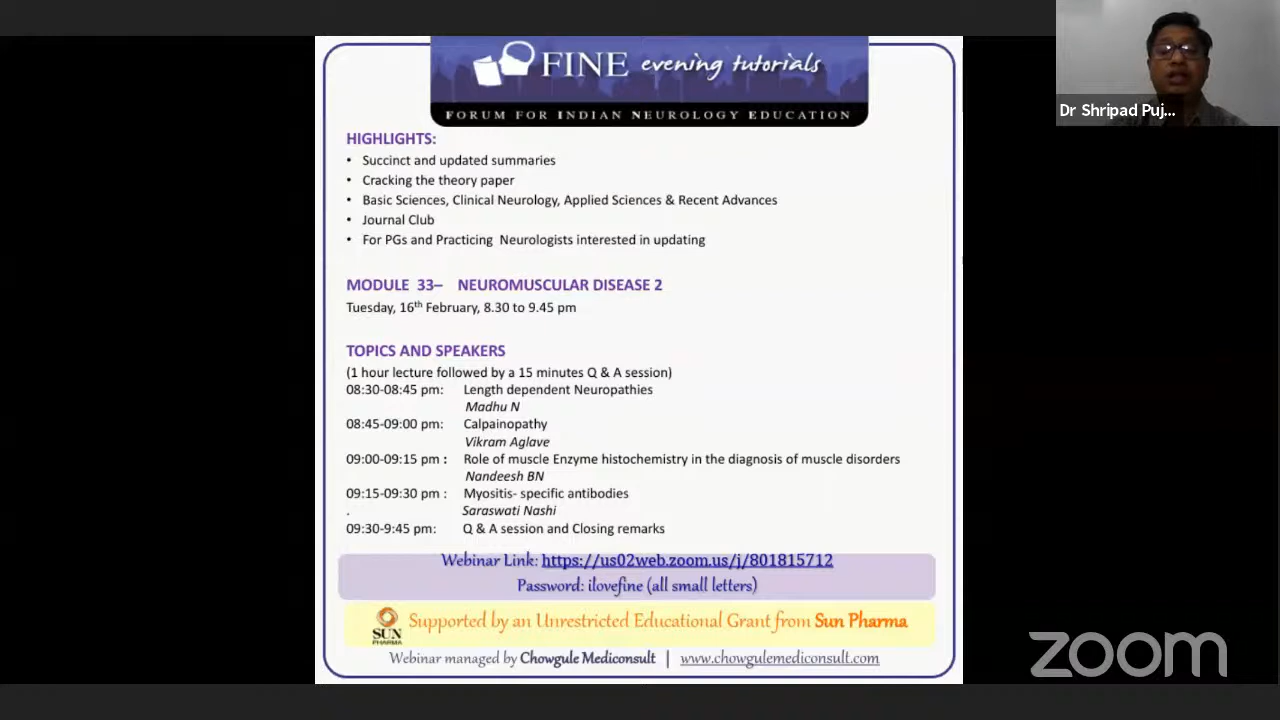 FINE evening tutorials
FORUM FOR INDIAN NEUROLOGY EDUCATION
Dr Shripad Puj...
HIGHLIGHTS:
• Succinct and updated summaries
• Cracking the theory paper
• Basic Sciences, Clinical Neurology, Applied Sciences & Recent Advances
• Journal Club
• For PGs and Practicing Neurologists interested in updating
MODULE 33– NEUROMUSCULAR DISEASE 2
Tuesday, 16th February, 8.30 to 9.45 pm
TOPICS AND SPEAKERS
(1 hour lecture followed by a 15 minutes Q & A session)
08:30-08:45 pm: Length dependent Neuropathies
Madhu N
08:45-09:00 pm: Calpainopathy
Vikram Aglave
09:00-09:15 pm : Role of muscle Enzyme histochemistry in the diagnosis of muscle disorders
Nandeesh BN
09:15-09:30 pm : Myositis- specific antibodies
. Saraswati Nashi
09:30-9:45 pm: Q & A session and Closing remarks
Webinar Link: https://us02web.zoom.us/j/801815712
Password: ilovefine (all small letters)
SUN PHARMA Supported by an Unrestricted Educational Grant from Sun Pharma
Webinar managed by Chowgule Mediconsult | www.chowgulemediconsult.com
zoom